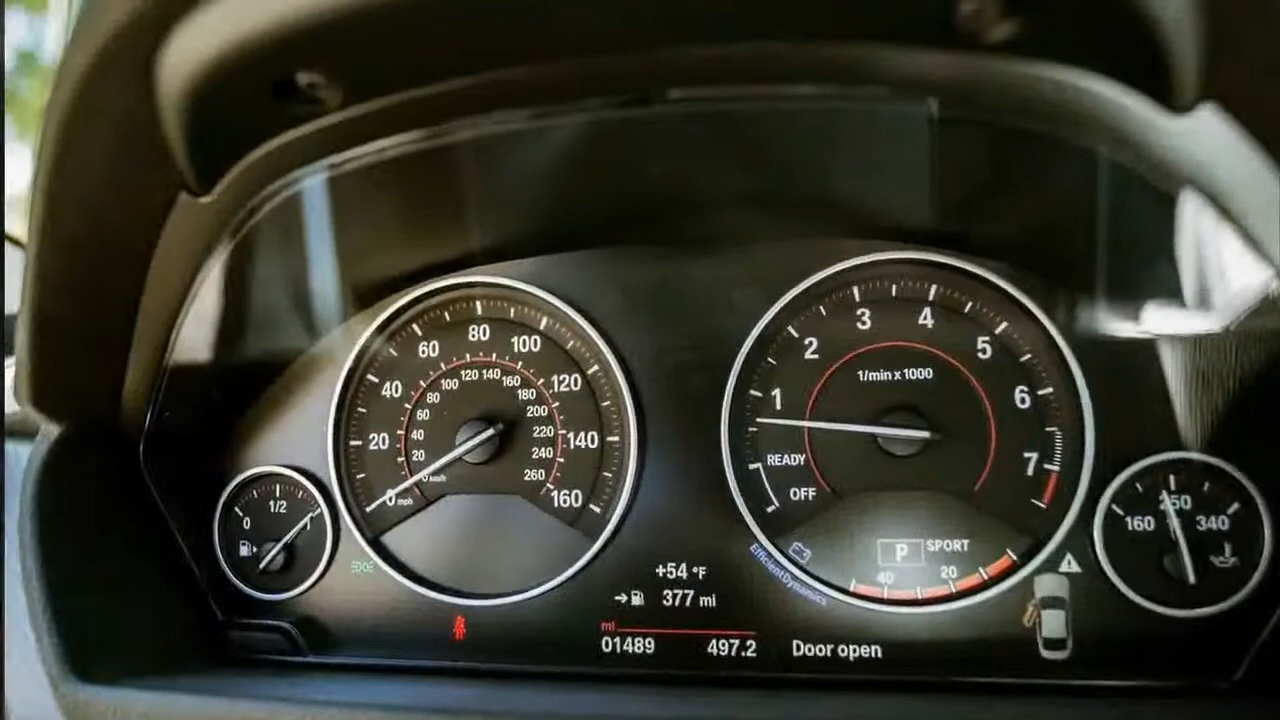 20
40
60
80
100
120
140
160
0 mph
20
40
60
80
100
120
140
160
180
200
220
240
260
0 km/h
0
1/2
1
2
3
4
5
6
7
1/min x 1000
READY
OFF
P SPORT
40 20
EfficientDynamics
160 250 340
+54 °F
377 mi
mi
01489 497.2
Door open